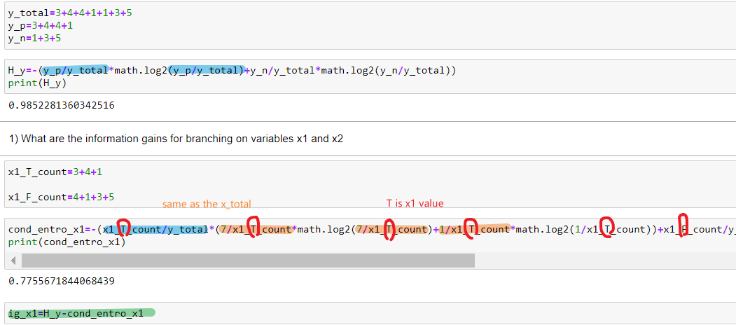 y_total=3+4+4+1+1+3+5
y_p=3+4+4+1
y_n=1+3+5
H_y=-(y_p/y_total*math.log2(y_p/y_total)+y_n/y_total*math.log2(y_n/y_total))
print(H_y)
0.9852281360342516
1) What are the information gains for branching on variables x1 and x2
x1_T_count=3+4+1
x1_F_count=4+1+3+5
same as the x_total
T is x1 value
cond_entro_x1=-(x1_T_count/y_total*(7/x1_T_count*math.log2(7/x1_T_count)+1/x1_T_count*math.log2(1/x1_T_count))+x1_F_count/y_
print(cond_entro_x1)
0.7755671844068439
ig_x1=H_y-cond_entro_x1